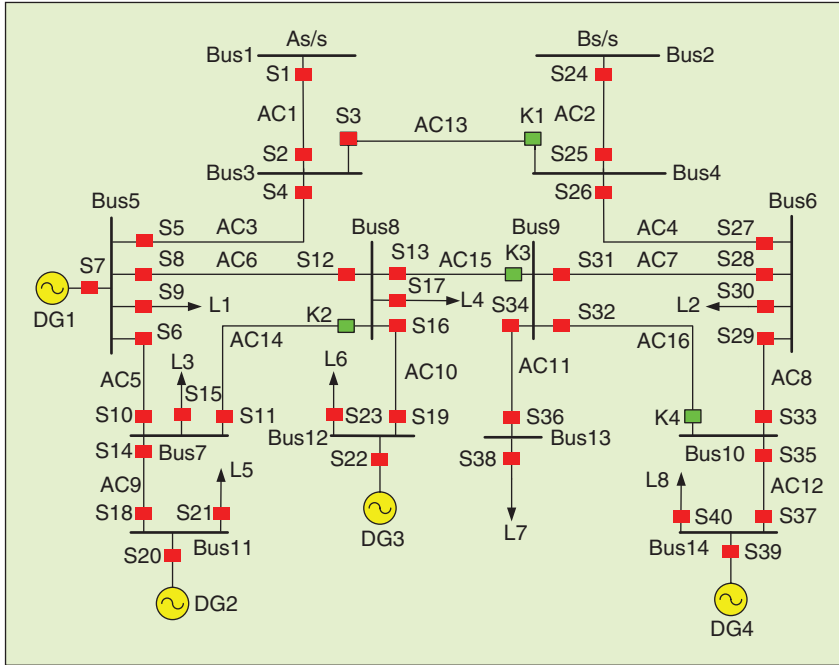 As/s
Bs/s
Bus1
Bus2
S1
S24
AC1
S3
AC13
K1
AC2
S2
S25
Bus3
Bus4
S4
S26
Bus5
Bus6
S5
AC3
Bus8
Bus9
AC4
S27
S7
S8
AC6
S12
S13
AC15
K3
S31
AC7
S28
S9
L1
S17
L4
S34
L2
S30
DG1
S6
K2
S16
S32
S29
AC14
AC16
L3
L6
AC5
S15
AC10
AC11
AC8
S10
S11
S23
S19
S36
K4
S33
S14
Bus7
Bus12
Bus13
Bus10
S35
L5
S22
S38
L8
AC9
AC12
S18
S21
S40
S37
DG3
L7
S20
Bus11
Bus14
S39
DG2
DG4